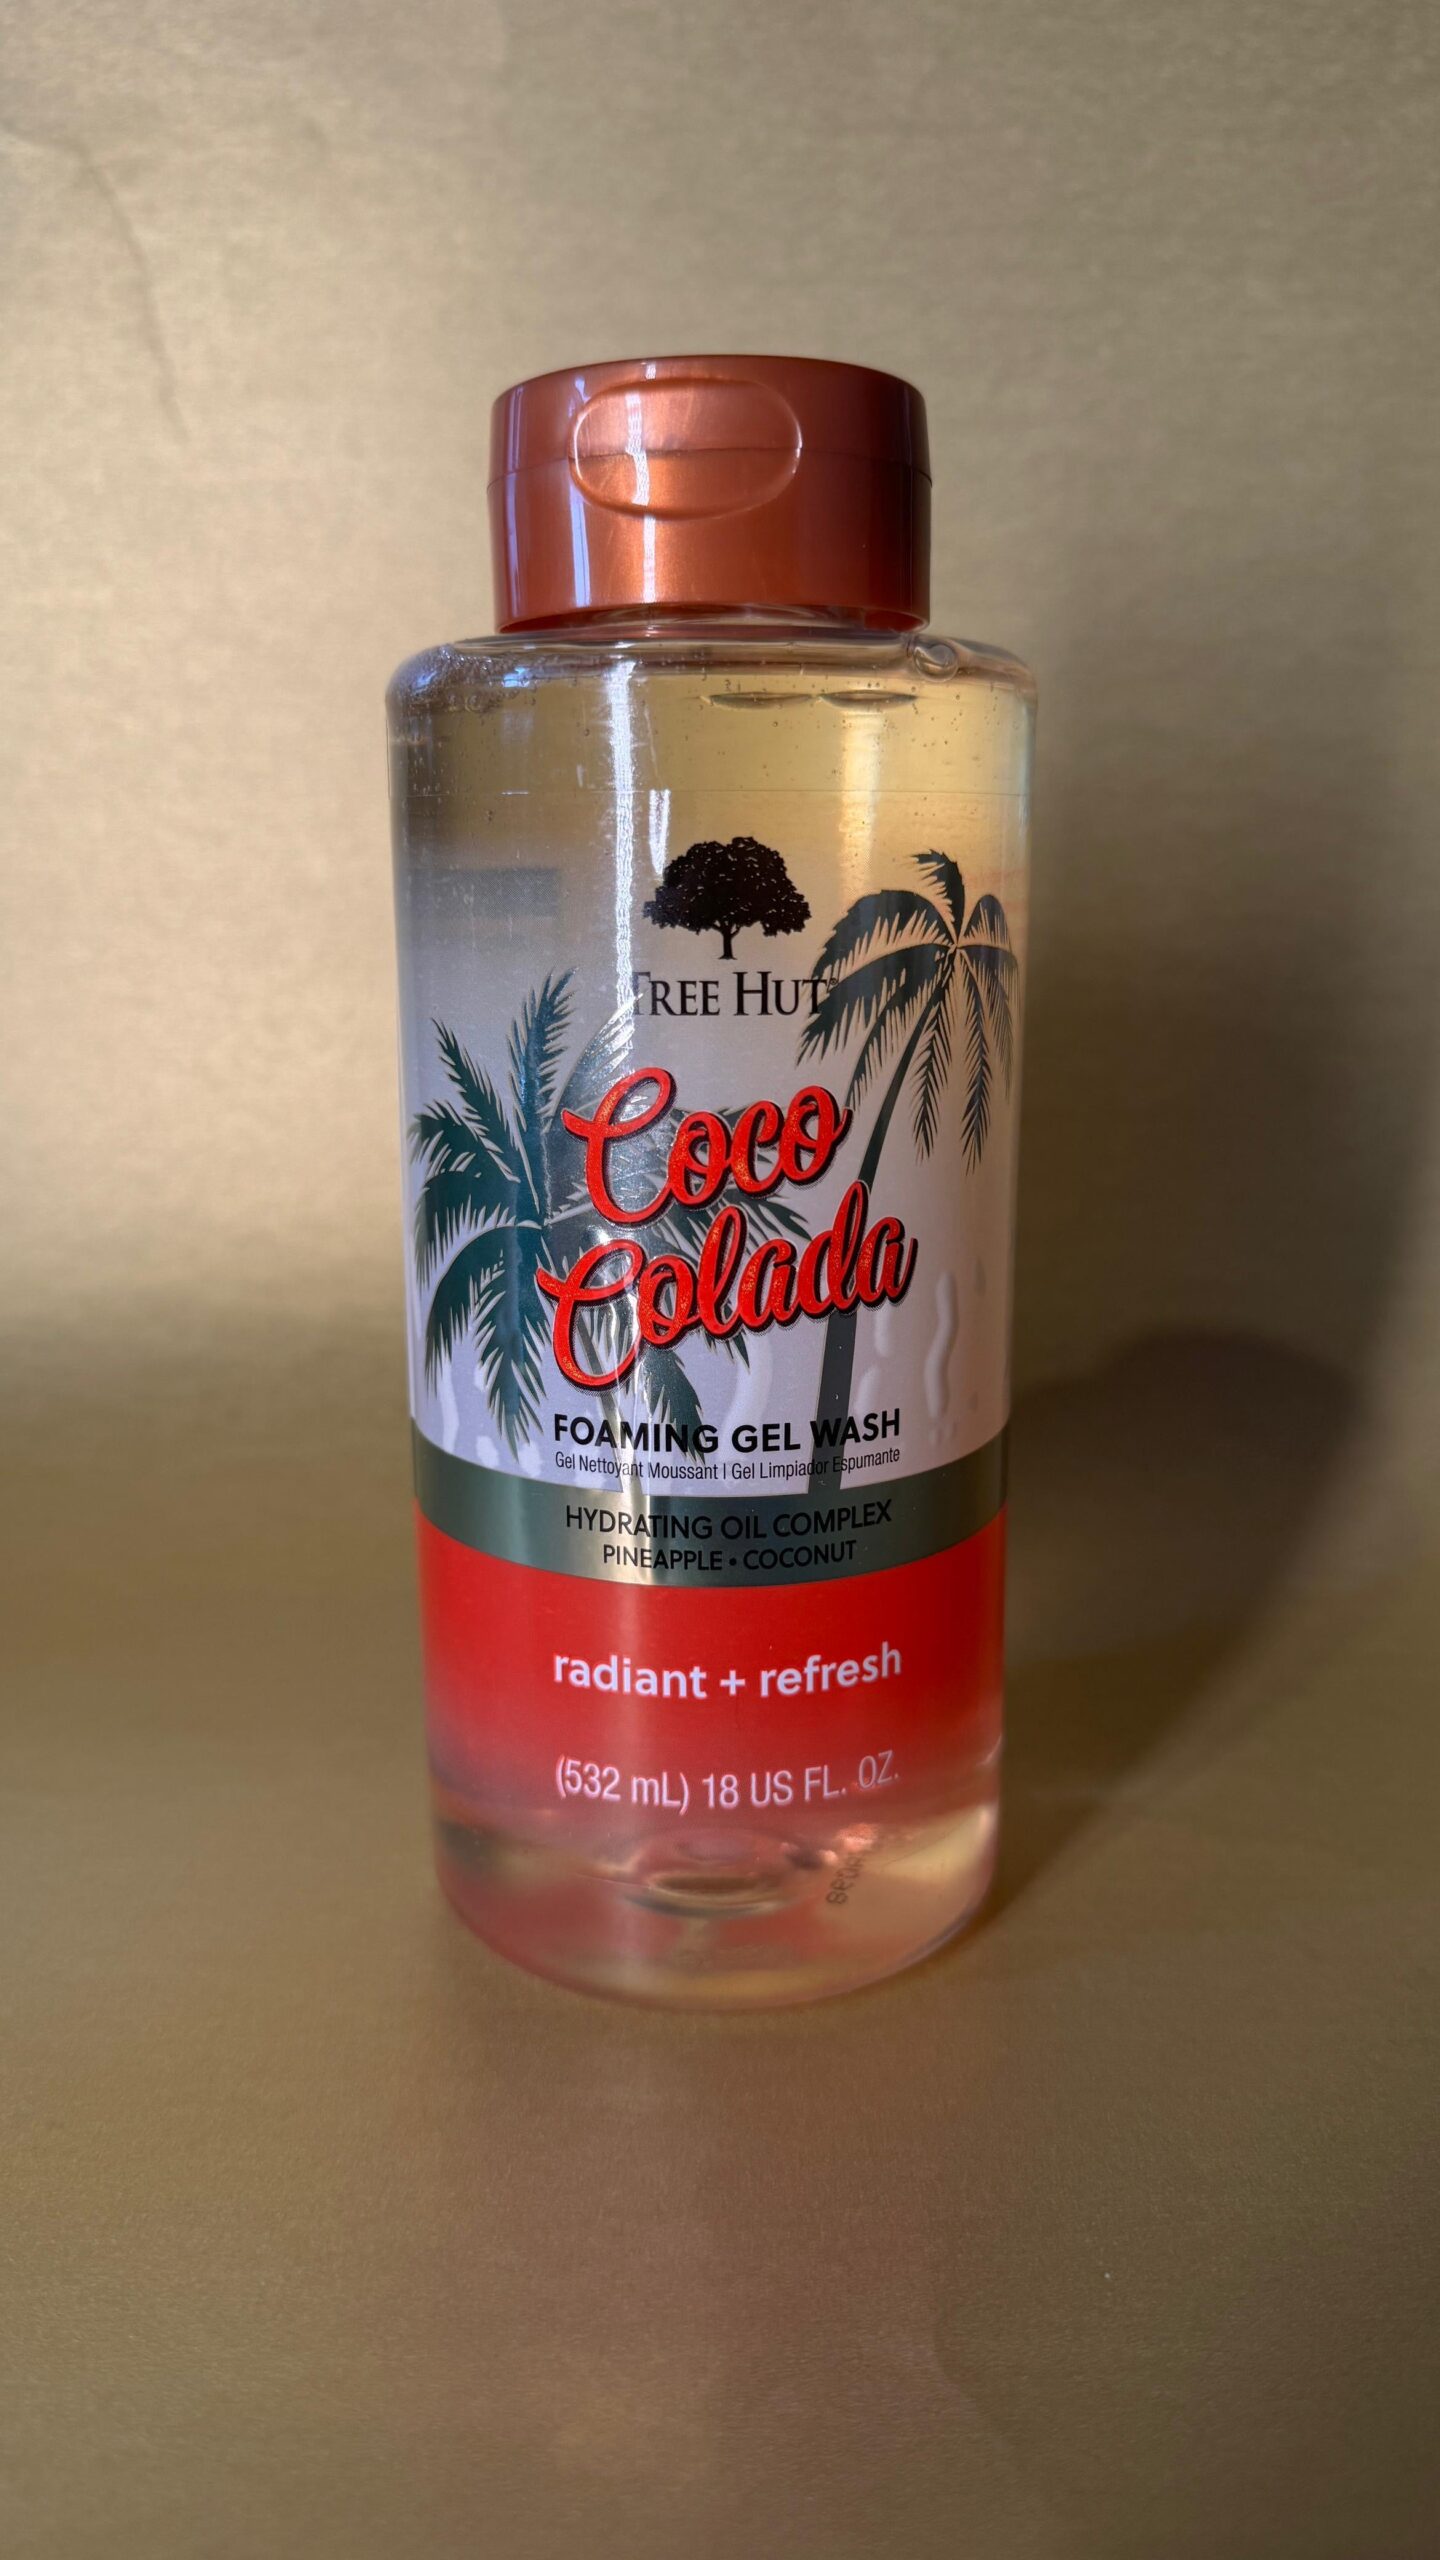 TREE HUT®
Coco
Colada
FOAMING GEL WASH
Gel Nettoyant Moussant | Gel Limpiador Espumante
HYDRATING OIL COMPLEX
PINEAPPLE • COCONUT
radiant + refresh
(532 mL) 18 US FL. OZ.